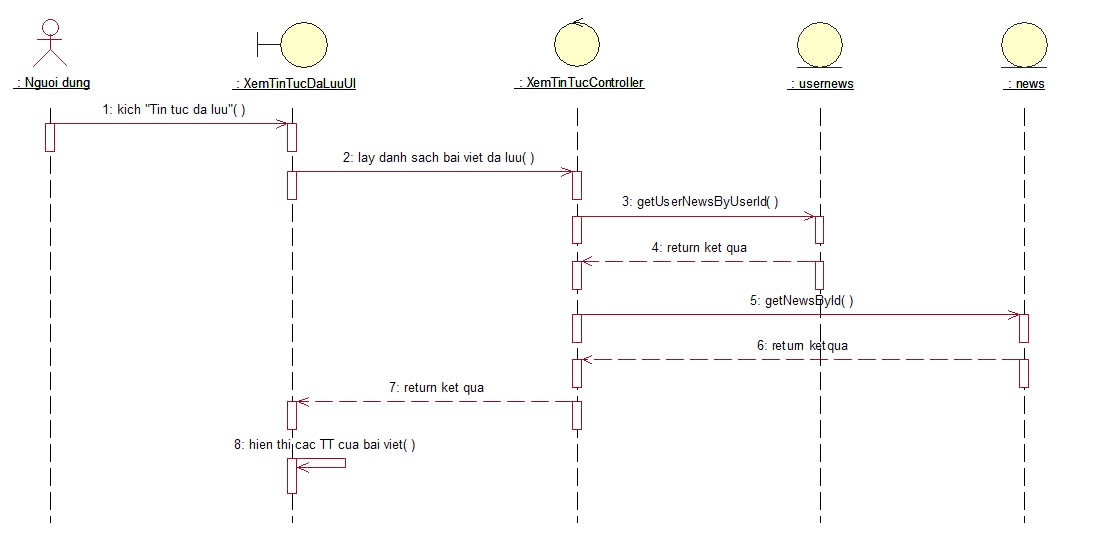 : Nguoi dung
: XemTinTucDaLuuUI
: XemTinTucController
: usernews
: news
1: kich "Tin tuc da luu"( )
2: lay danh sach bai viet da luu( )
3: getUserNewsByUserId( )
4: return ket qua
5: getNewsById( )
6: return ket qua
7: return ket qua
8: hien thi cac TT cua bai viet( )